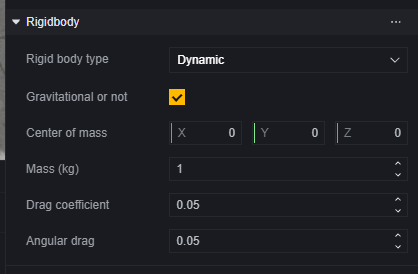 Rigidbody ...
Rigid body type Dynamic
Gravitational or not
Center of mass X 0 Y 0 Z 0
Mass (kg) 1
Drag coefficient 0.05
Angular drag 0.05